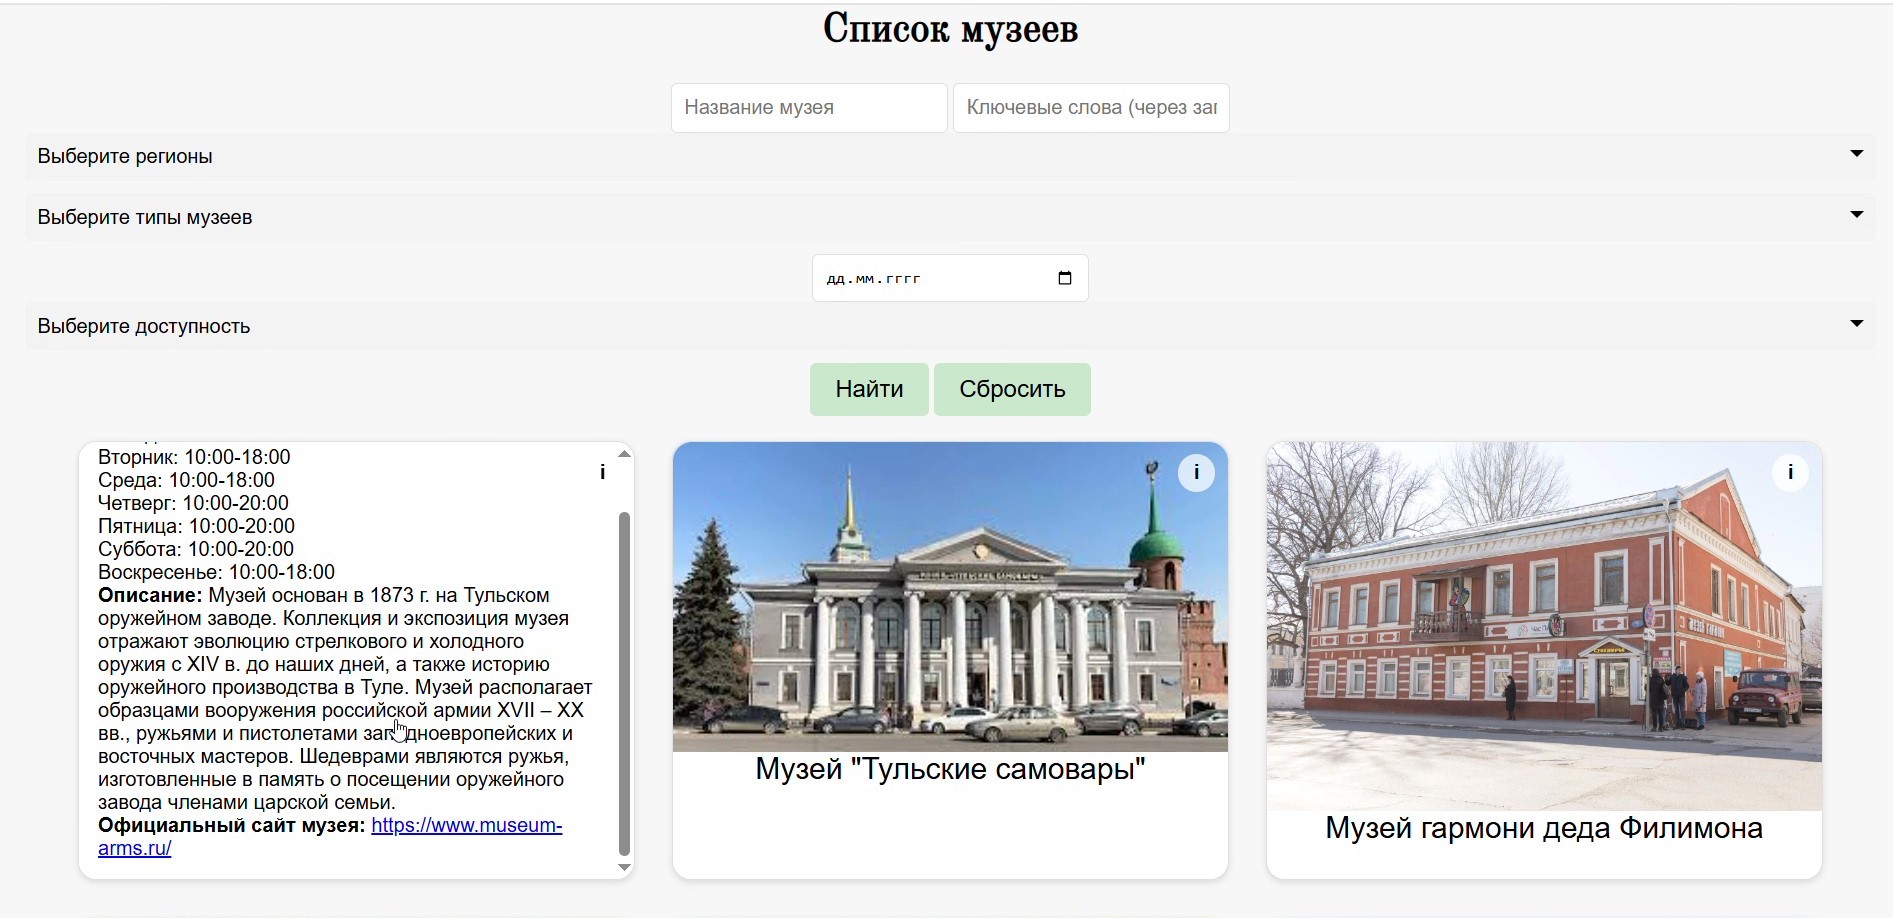 Список музеев
Название музея
Ключевые слова (через за
Выберите регионы
Выберите типы музеев
дд.мм.гггг
Выберите доступность
Найти
Сбросить
i
Вторник: 10:00-18:00
Среда: 10:00-18:00
Четверг: 10:00-20:00
Пятница: 10:00-20:00
Суббота: 10:00-20:00
Воскресенье: 10:00-18:00
Описание: Музей основан в 1873 г. на Тульском
оружейном заводе. Коллекция и экспозиция музея
отражают эволюцию стрелкового и холодного
оружия с XIV в. до наших дней, а также историю
оружейного производства в Туле. Музей располагает
образцами вооружения российской армии XVII – XX
вв., ружьями и пистолетами западноевропейских и
восточных мастеров. Шедеврами являются ружья,
изготовленные в память о посещении оружейного
завода членами царской семьи.
Официальный сайт музея: https://www.museum-
arms.ru/
i
Музей "Тульские самовары"
i
Музей гармони деда Филимона